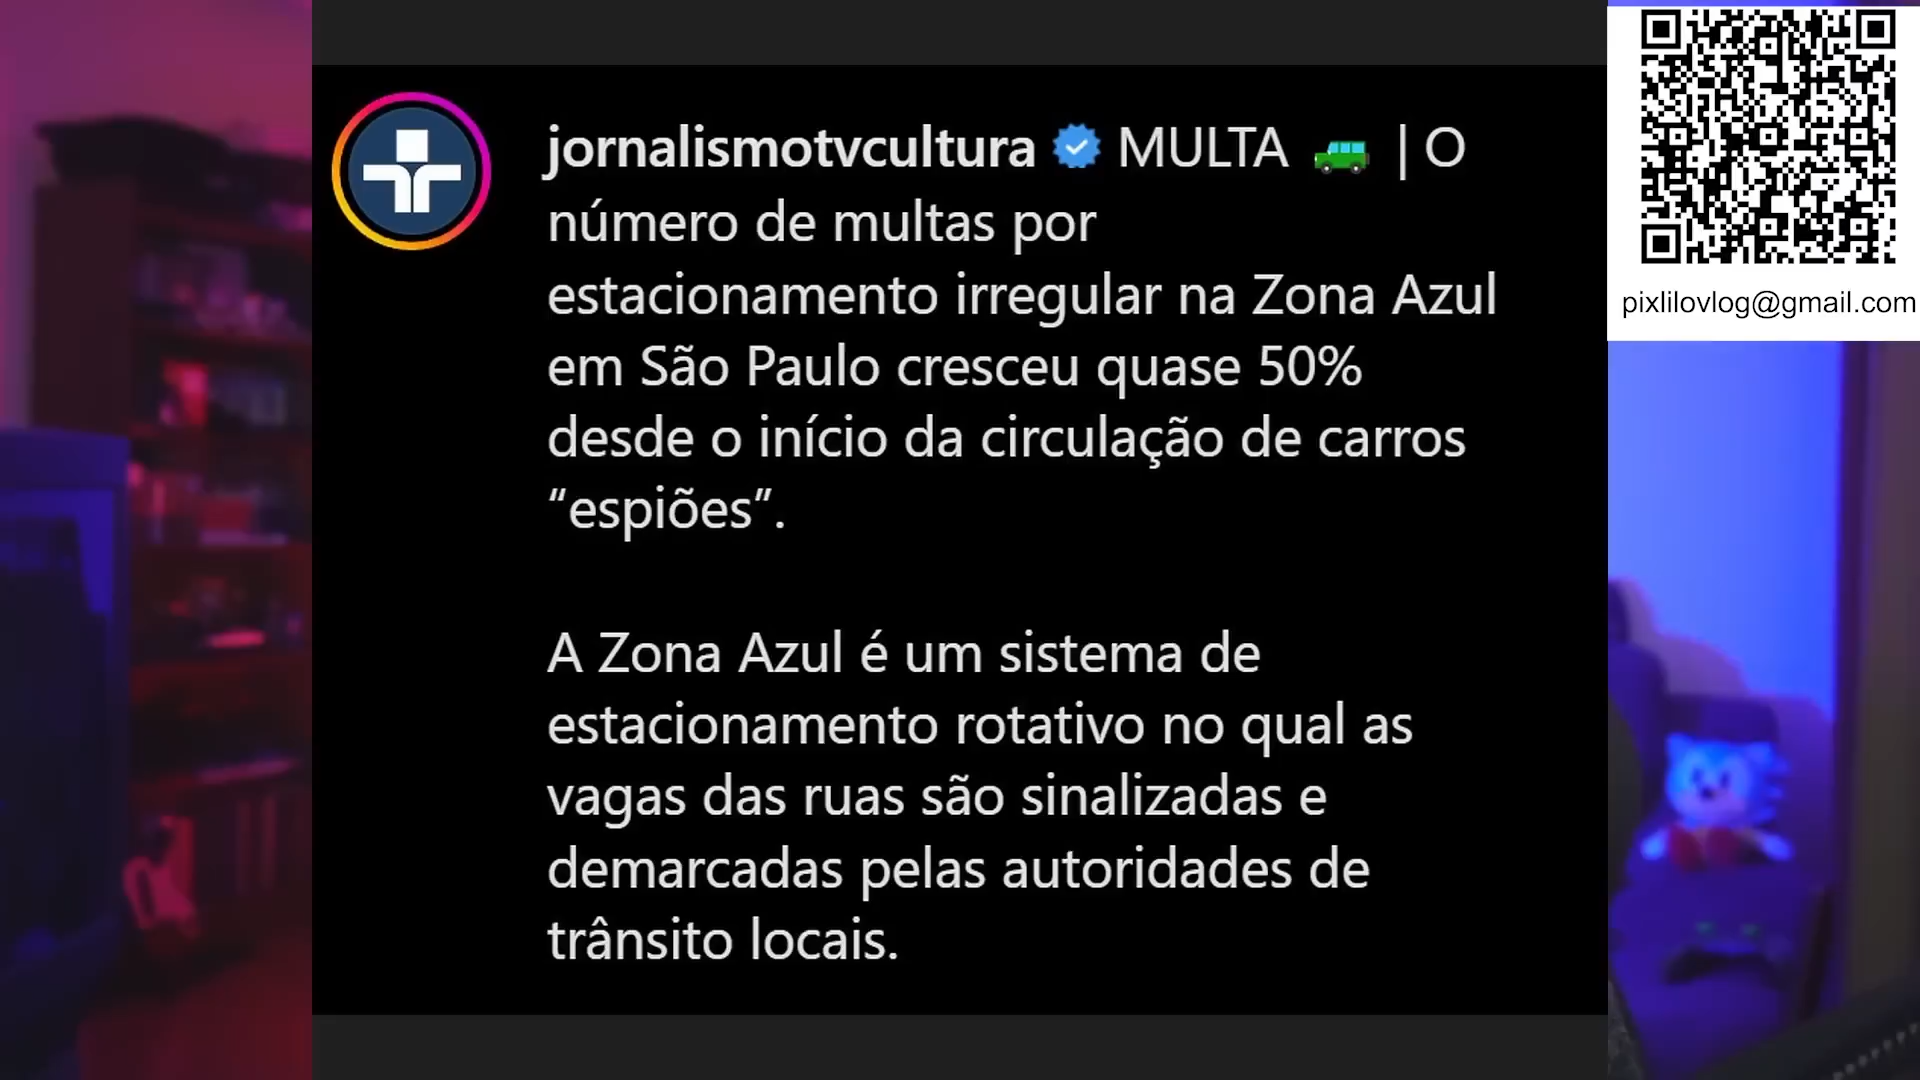 jornalismotvcultura MULTA 🚙 | O
número de multas por
estacionamento irregular na Zona Azul
em São Paulo cresceu quase 50%
desde o início da circulação de carros
“espiões”.
A Zona Azul é um sistema de
estacionamento rotativo no qual as
vagas das ruas são sinalizadas e
demarcadas pelas autoridades de
trânsito locais.
pixlilovlog@gmail.com